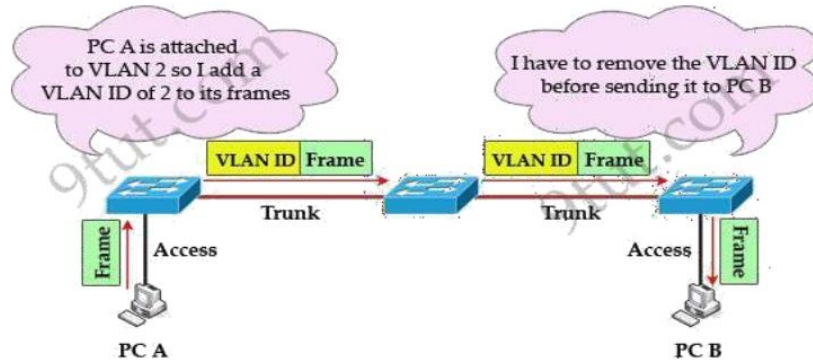 PC A is attached
to VLAN 2 so I add a
VLAN ID of 2 to its frames
I have to remove the VLAN ID
before sending it to PC B
VLAN ID Frame
VLAN ID Frame
Trunk
Trunk
Frame
Access
Access
Frame
PC A
PC B
9tut.com
9tut.com